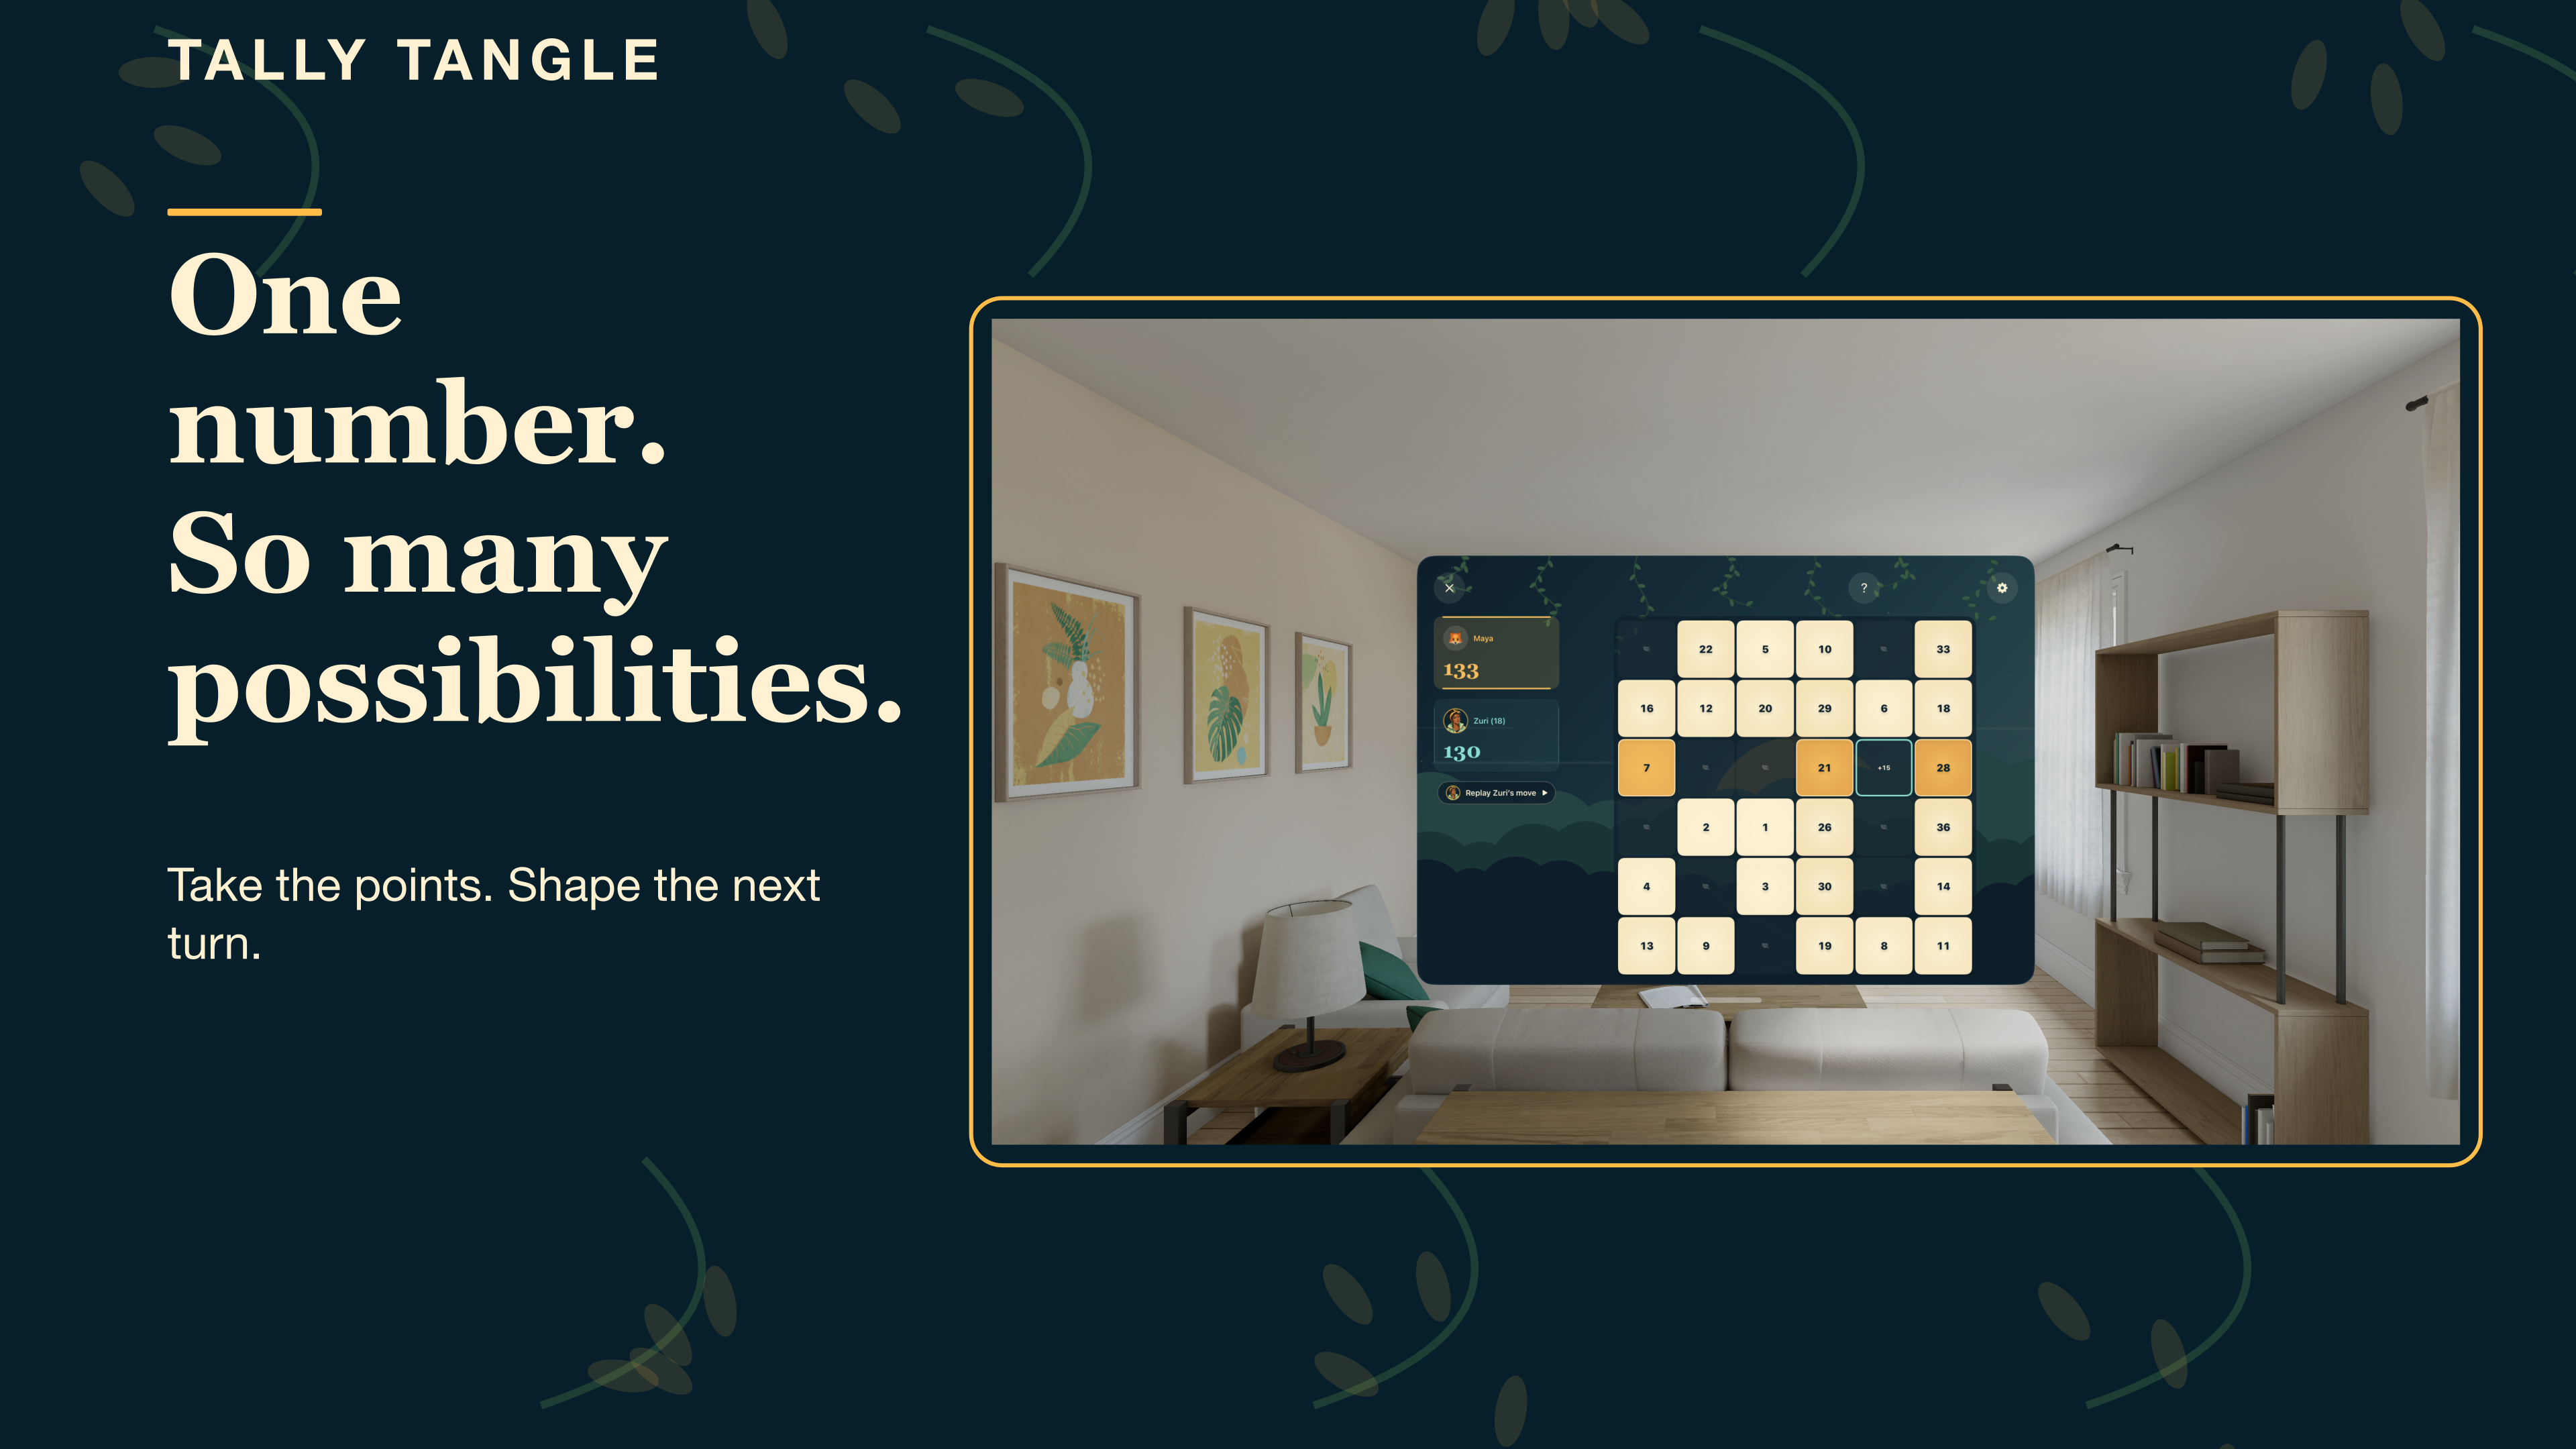 TALLY TANGLE
One
number.
So many
possibilities.
Take the points. Shape the next
turn.
?
Maya
133
Zuri (18)
130
Replay Zuri's move
22 5 10 33
16 12 20 29 6 18
7 21 +15 28
2 1 26 36
4 3 30 14
13 9 19 8 11